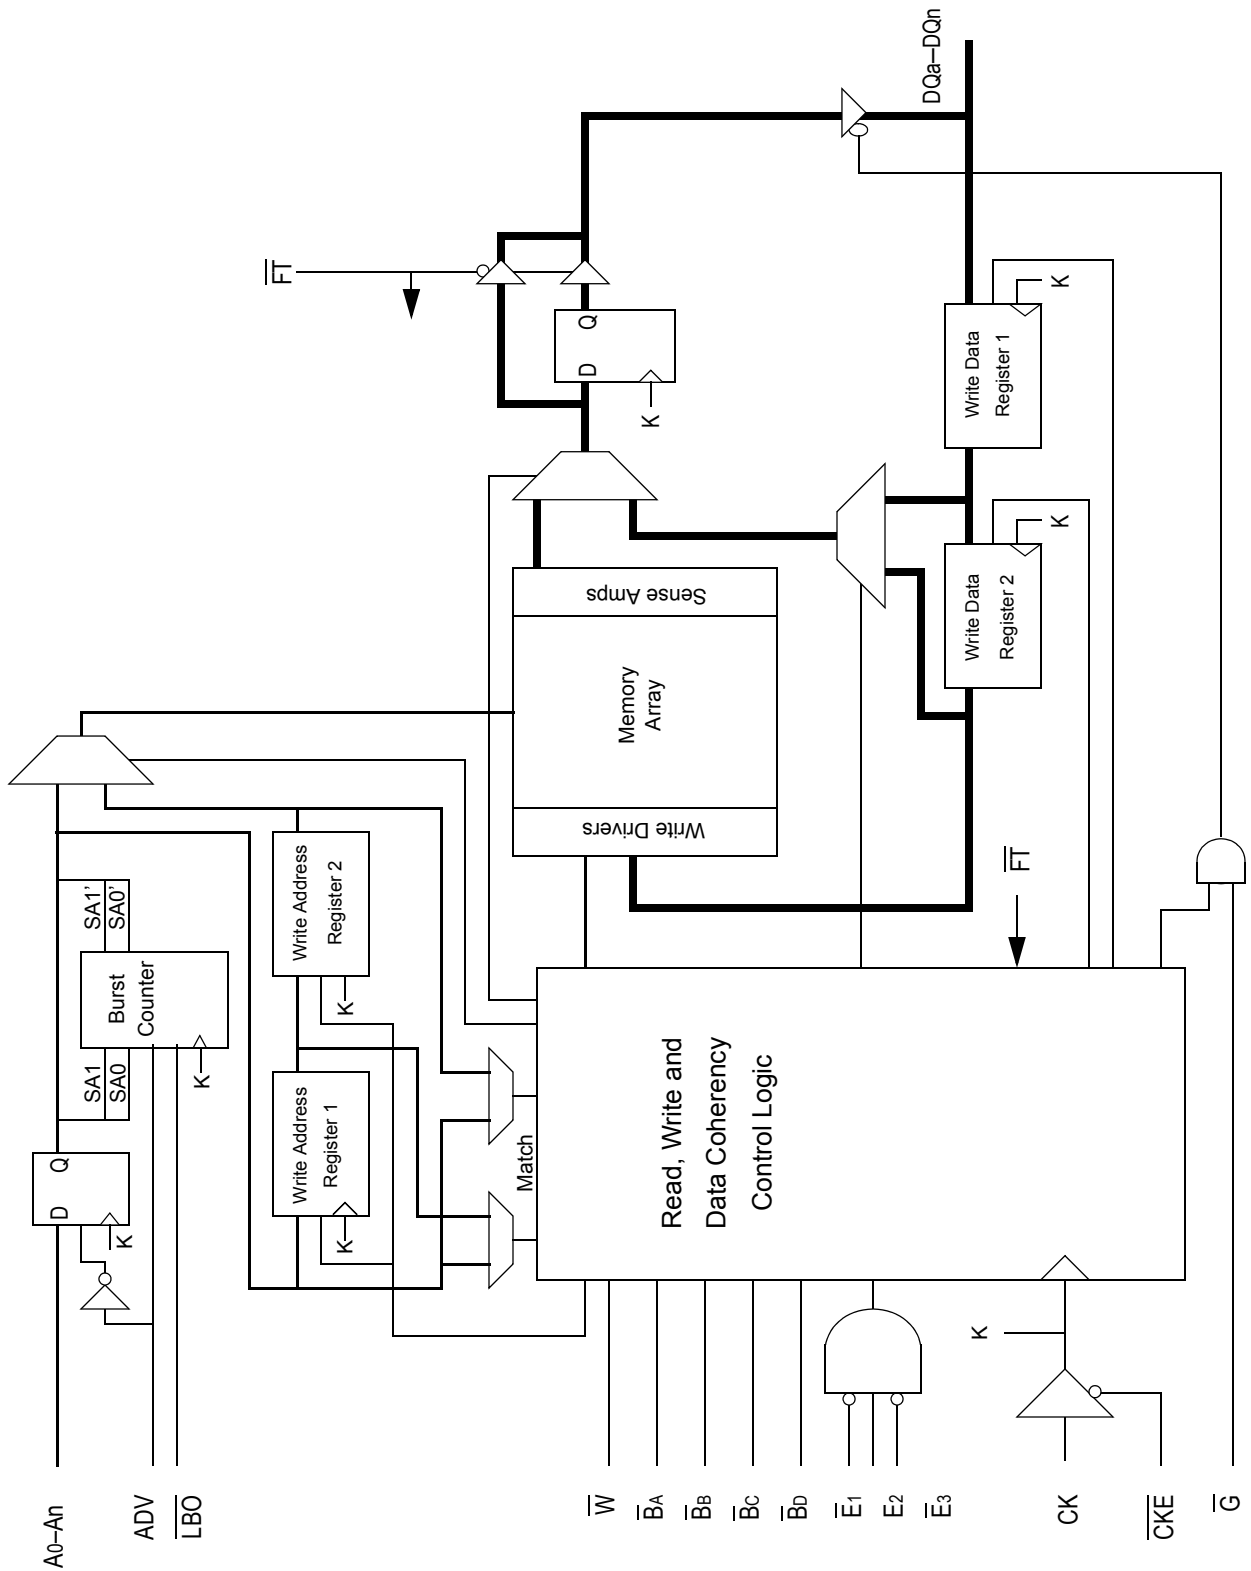 A0–An
ADV
LBO
W
BA
BB
BC
BD
E1
E2
E3
CK
CKE
G
D
Q
K
SA1
SA0
Burst
Counter
SA1’
SA0’
K
Write Address
Register 1
K
Write Address
Register 2
K
Match
Read, Write and
Data Coherency
Control Logic
K
FT
Write Drivers
Memory
Array
Sense Amps
Write Data
Register 2
K
Write Data
Register 1
K
D
Q
K
FT
DQa–DQn